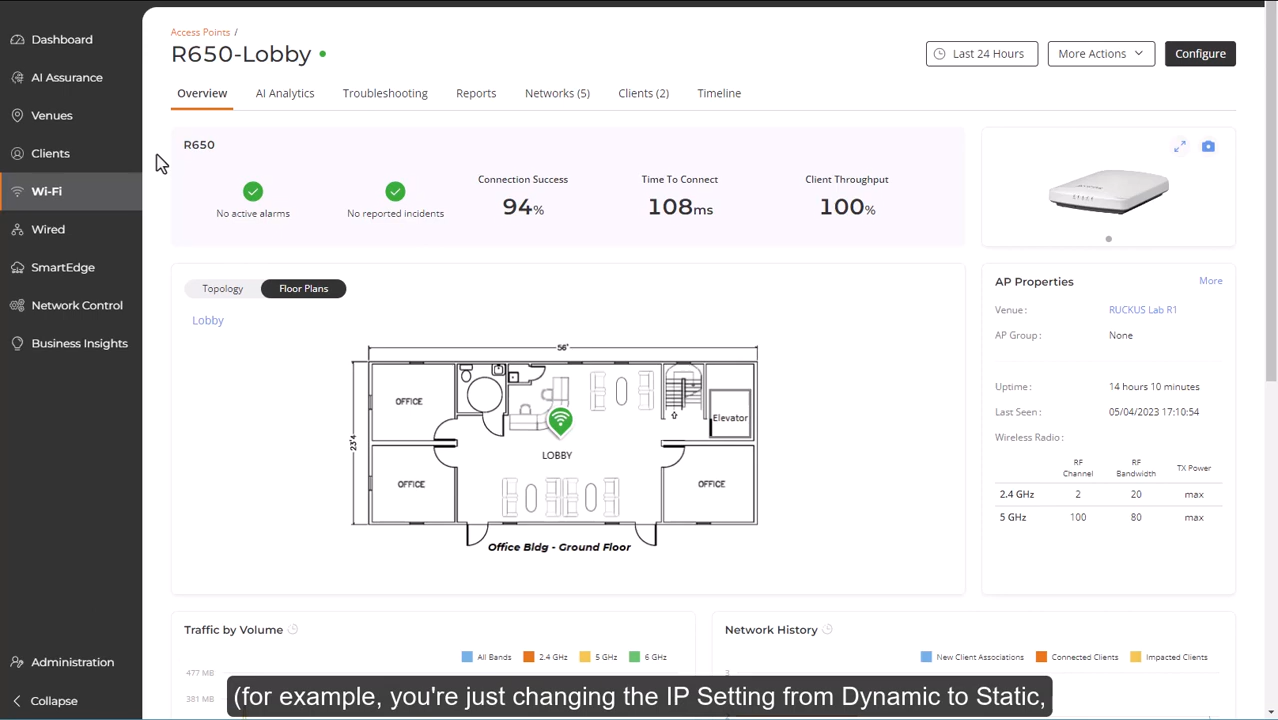 Dashboard
AI Assurance
Venues
Clients
Wi-Fi
Wired
SmartEdge
Network Control
Business Insights
Administration
Collapse
Access Points /
R650-Lobby
Last 24 Hours
More Actions
Configure
Overview
AI Analytics
Troubleshooting
Reports
Networks (5)
Clients (2)
Timeline
R650
No active alarms
No reported incidents
Connection Success
94%
Time To Connect
108ms
Client Throughput
100%
Topology
Floor Plans
Lobby
56'
23'4
OFFICE
OFFICE
LOBBY
Elevator
OFFICE
Office Bldg - Ground Floor
AP Properties
More
Venue :
RUCKUS Lab R1
AP Group :
None
Uptime :
14 hours 10 minutes
Last Seen :
05/04/2023 17:10:54
Wireless Radio :
RF Channel
RF Bandwidth
TX Power
2.4 GHz 2 20 max
5 GHz 100 80 max
Traffic by Volume
All Bands
2.4 GHz
5 GHz
6 GHz
477 MB
381 MB
Network History
New Client Associations
Connected Clients
Impacted Clients
3
(for example, you're just changing the IP Setting from Dynamic to Static,